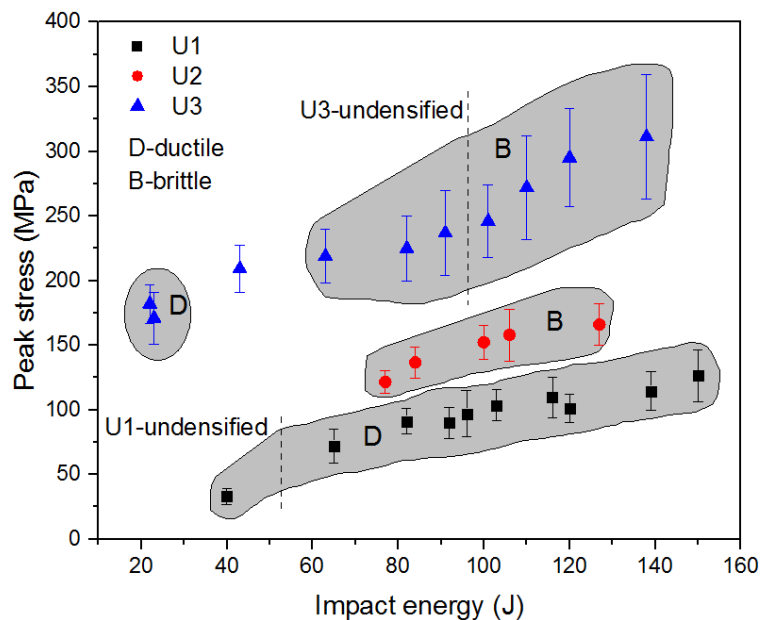 400
350
300
250
200
150
100
50
0
Peak stress (MPa)
U1
U2
U3
D-ductile
B-brittle
U3-undensified
B
D
B
U1-undensified
D
20 40 60 80 100 120 140 160
Impact energy (J)